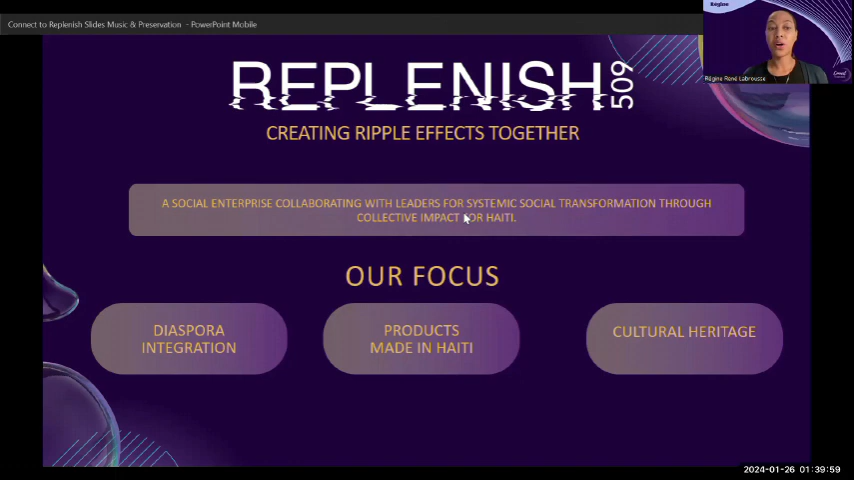 Connect to Replenish Slides Music & Preservation - PowerPoint Mobile
Régine
Régine René Labrousse
REPLENISH 509
CREATING RIPPLE EFFECTS TOGETHER
A SOCIAL ENTERPRISE COLLABORATING WITH LEADERS FOR SYSTEMIC SOCIAL TRANSFORMATION THROUGH
COLLECTIVE IMPACT FOR HAITI.
OUR FOCUS
DIASPORA
INTEGRATION
PRODUCTS
MADE IN HAITI
CULTURAL HERITAGE
2024-01-26 01:39:59